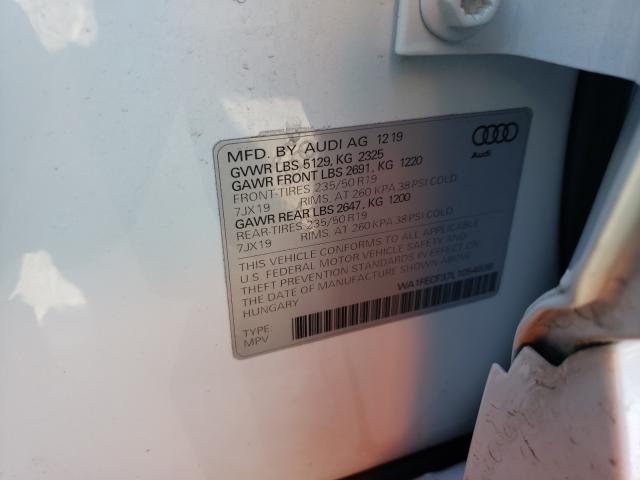 MFD. BY AUDI AG 12 19
GVWR LBS 5129, KG 2325
GAWR FRONT LBS 2691, KG 1220
FRONT-TIRES 235/50 R19
7JX19 RIMS, AT 260 KPA 38 PSI COLD
GAWR REAR LBS 2647, KG 1200
REAR-TIRES 235/50 R19
7JX19 RIMS, AT 260 KPA 38 PSI COLD
THIS VEHICLE CONFORMS TO ALL APPLICABLE
U.S. FEDERAL MOTOR VEHICLE SAFETY AND
THEFT PREVENTION STANDARDS IN EFFECT ON
THE DATE OF MANUFACTURE SHOWN ABOVE.
HUNGARY
TYPE:
MPV
Audi